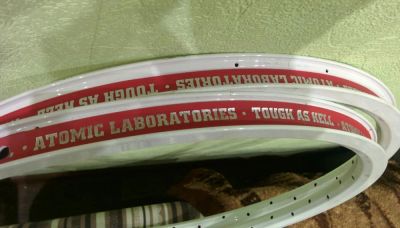 TOUGH AS HELL · ATOMIC LABORATORIES ·
· ATOMIC LABORATORIES · TOUGH AS HELL · ATOMIC